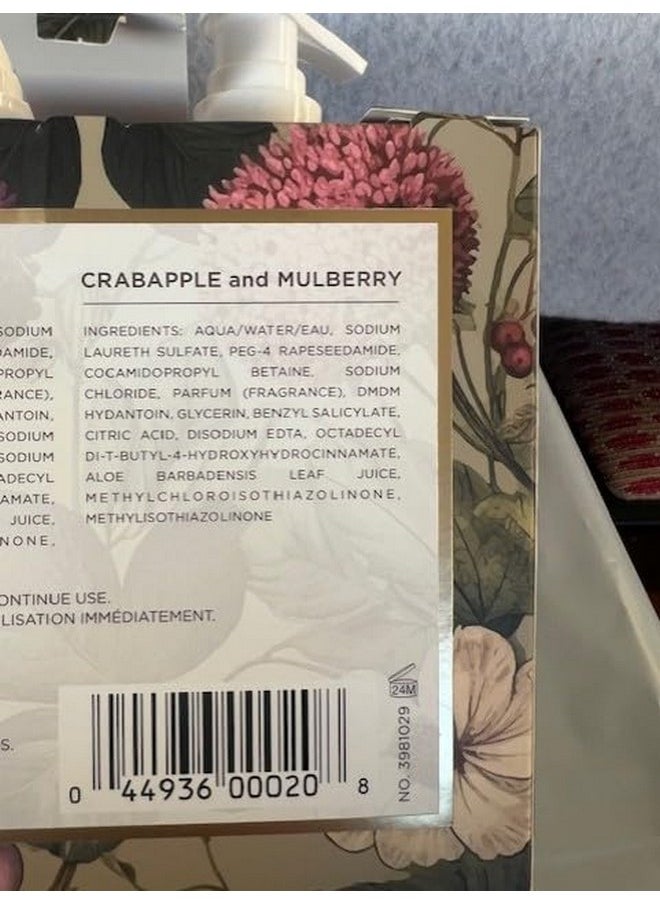 CRABAPPLE and MULBERRY
SODIUM
AMIDE,
OPROPYL
RANCE),
ANTOIN,
SODIUM
SODIUM
ADECYL
AMATE,
JUICE,
NONE,
INGREDIENTS: AQUA/WATER/EAU, SODIUM
LAURETH SULFATE, PEG-4 RAPESEEDAMIDE,
COCAMIDOPROPYL BETAINE, SODIUM
CHLORIDE, PARFUM (FRAGRANCE), DMDM
HYDANTOIN, GLYCERIN, BENZYL SALICYLATE,
CITRIC ACID, DISODIUM EDTA, OCTADECYL
DI-T-BUTYL-4-HYDROXYHYDROCINNAMATE,
ALOE BARBADENSIS LEAF JUICE,
METHYLCHLOROISOTHIAZOLINONE,
METHYLISOTHIAZOLINONE
ONTINUE USE.
LISATION IMMÉDIATEMENT.
S.
24M
NO. 3981029
0 44936 00020 8